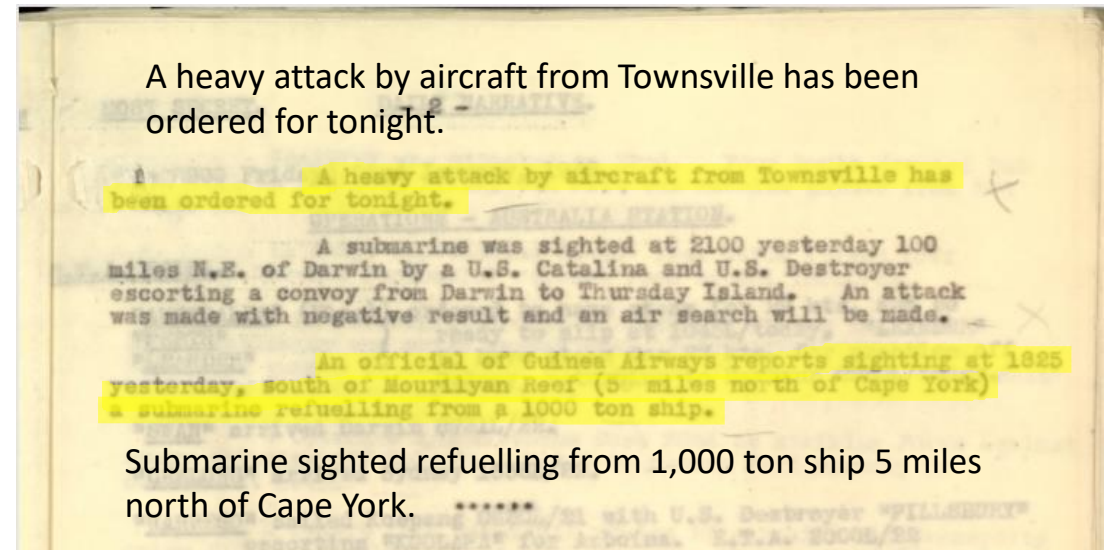 A heavy attack by aircraft from Townsville has been
ordered for tonight.
MOST SECRET. DAILY NARRATIVE.
- 2 -
A heavy attack by aircraft from Townsville has
been ordered for tonight.
OPERATIONS - AUSTRALIA STATION.
A submarine was sighted at 2100 yesterday 100
miles N.E. of Darwin by a U.S. Catalina and U.S. Destroyer
escorting a convoy from Darwin to Thursday Island. An attack
was made with negative result and an air search will be made.
An official of Guinea Airways reports sighting at 1825
yesterday, south of Mourilyan Reef (5 miles north of Cape York)
a submarine refuelling from a 1000 ton ship.
Submarine sighted refuelling from 1,000 ton ship 5 miles
north of Cape York.
******
with U.S. Destroyer "PILLSBURY"